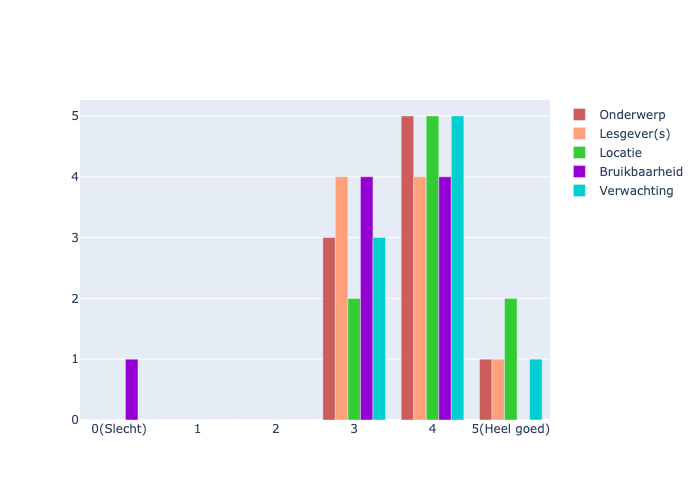 5
4
3
2
1
0
0(Slecht) 1 2 3 4 5(Heel goed)
Onderwerp
Lesgever(s)
Locatie
Bruikbaarheid
Verwachting